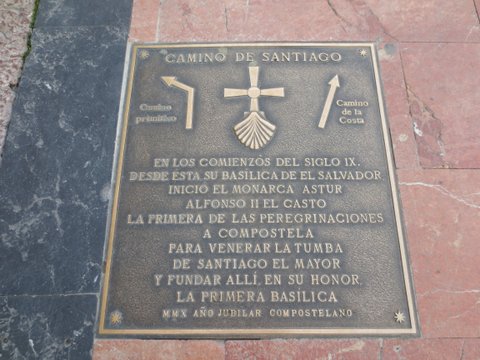 CAMINO DE SANTIAGO
Camino
primitivo
Camino
de la
Costa
EN LOS COMIENZOS DEL SIGLO IX,
DESDE ESTA SU BASÍLICA DE EL SALVADOR
INICIÓ EL MONARCA ASTUR
ALFONSO II EL CASTO
LA PRIMERA DE LAS PEREGRINACIONES
A COMPOSTELA
PARA VENERAR LA TUMBA
DE SANTIAGO EL MAYOR
Y FUNDAR ALLÍ, EN SU HONOR,
LA PRIMERA BASÍLICA
MMX AÑO JUBILAR COMPOSTELANO